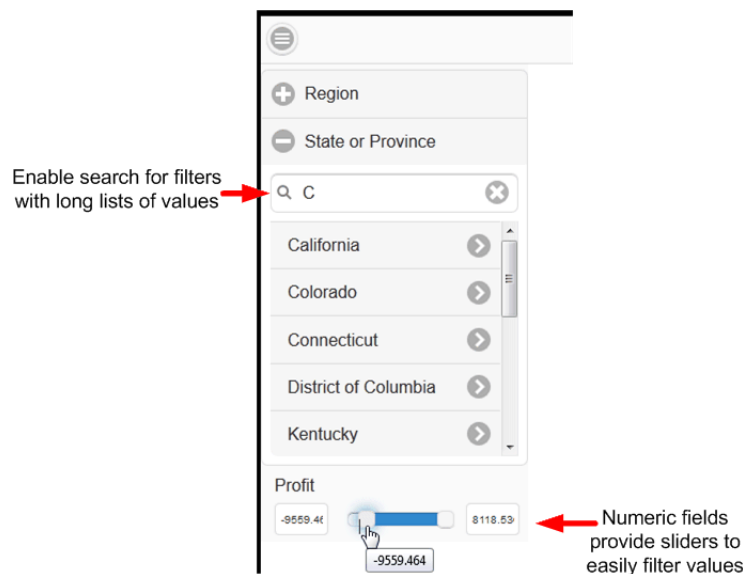 Region
State or Province
Enable search for filters
with long lists of values
C
California
Colorado
Connecticut
District of Columbia
Kentucky
Profit
-9559.46
8118.53
-9559.464
Numeric fields
provide sliders to
easily filter values